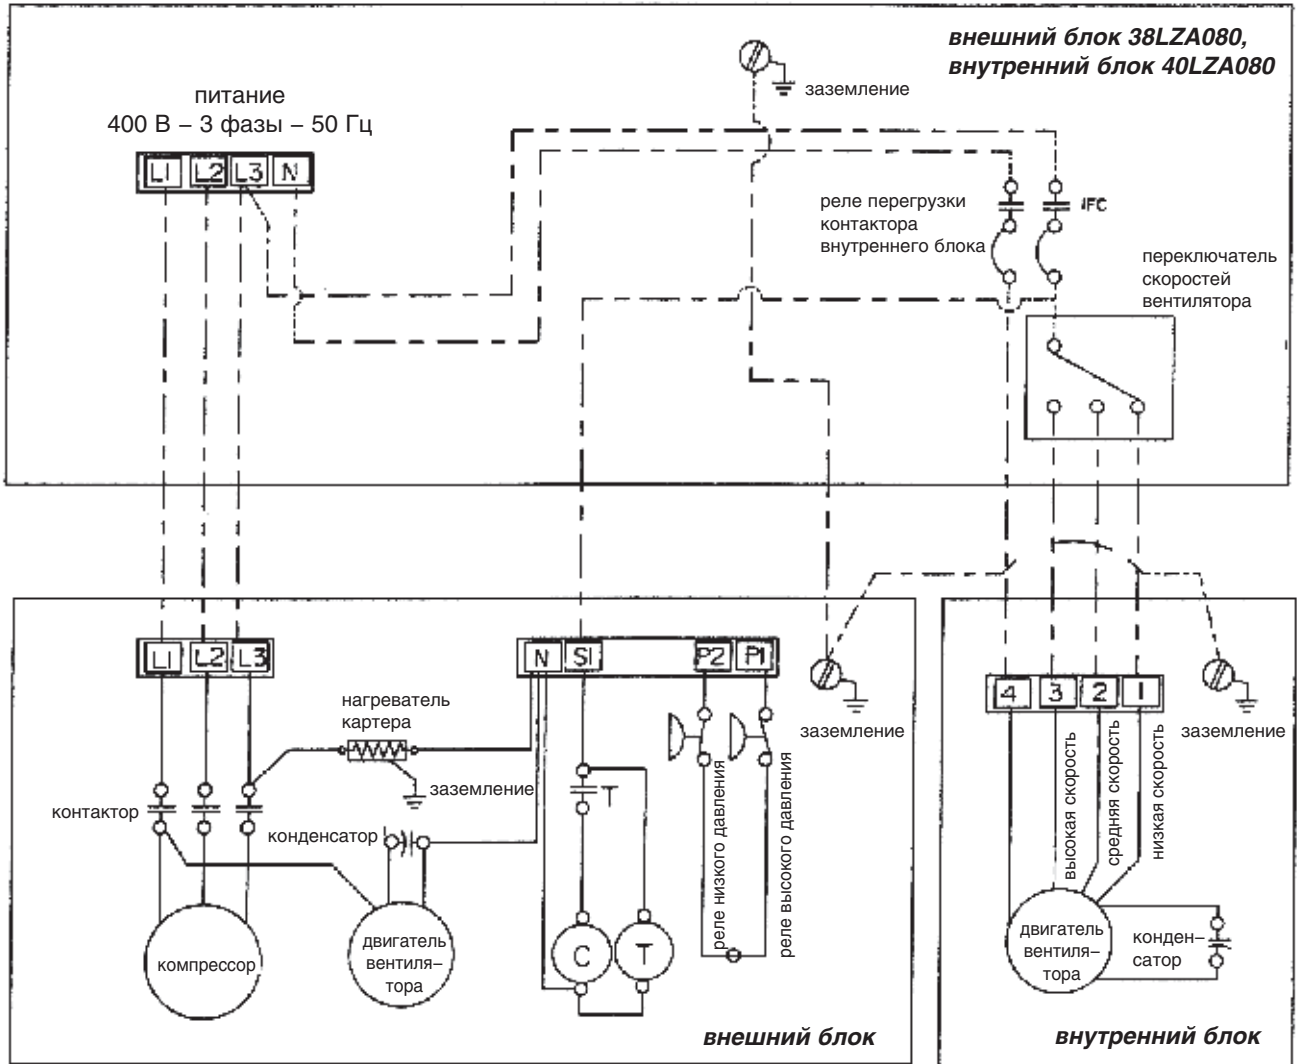 внешний блок 38LZA080,
внутренний блок 40LZA080
заземление
питание
400 В – 3 фазы – 50 Гц
L1 L2 L3 N
реле перегрузки
контактора
внутреннего блока
IFC
переключатель
скоростей
вентилятора
L1 L2 L3
N S1 P2 P1
4 3 2 1
нагреватель
картера
заземление
заземление
заземление
контактор
конденсатор
T
реле низкого давления
реле высокого давления
высокая скорость
средняя скорость
низкая скорость
компрессор
двигатель
вентиля–
тора
C
T
двигатель
вентиля–
тора
конден–
сатор
внешний блок
внутренний блок